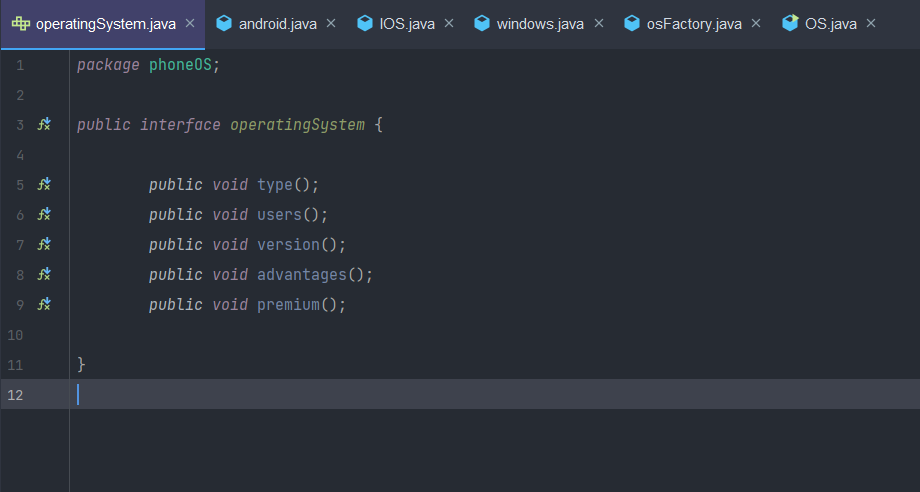 operatingSystem.java android.java IOS.java windows.java osFactory.java OS.java
1 package phoneOS;
2
3 public interface operatingSystem {
4
5 public void type();
6 public void users();
7 public void version();
8 public void advantages();
9 public void premium();
10
11 }
12